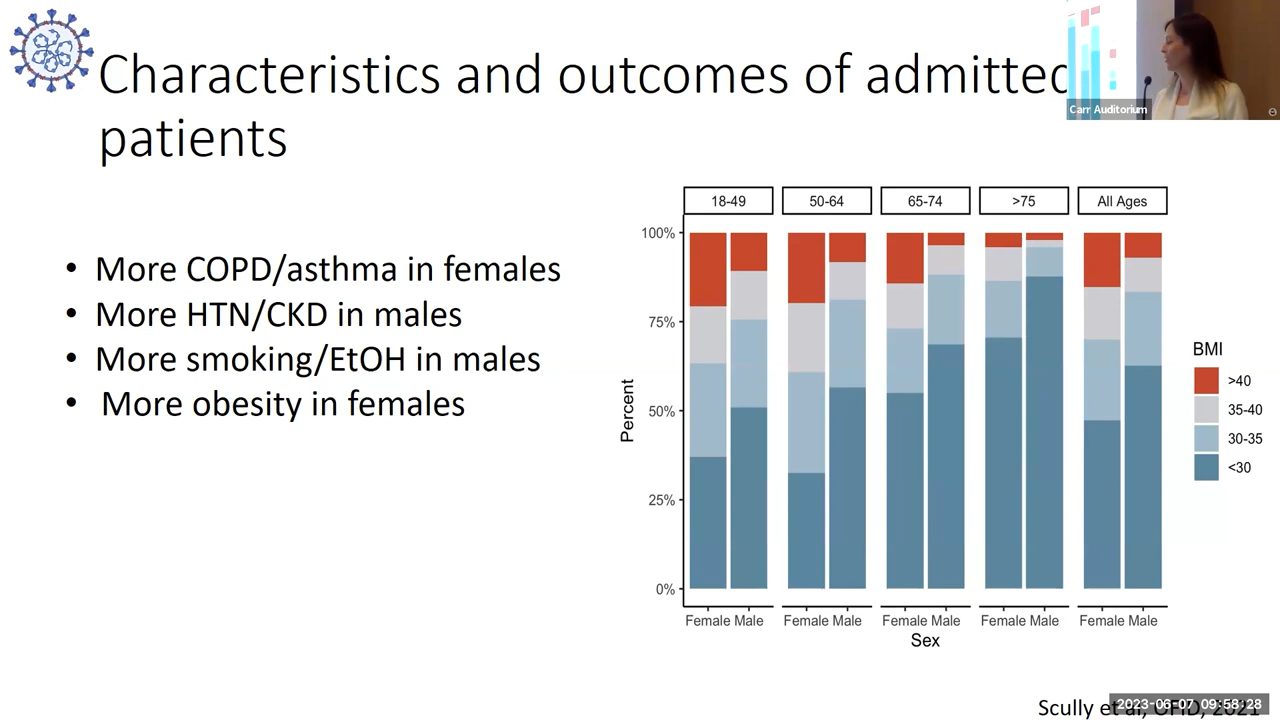 Characteristics and outcomes of admitted
patients
Carr Auditorium
• More COPD/asthma in females
• More HTN/CKD in males
• More smoking/EtOH in males
• More obesity in females
18-49 50-64 65-74 >75 All Ages
100%
75%
50%
25%
0%
Percent
Female Male Female Male Female Male Female Male Female Male
Sex
BMI
>40
35-40
30-35
<30
Scully et al, OFID, 2021
2023-06-07 09:58:28